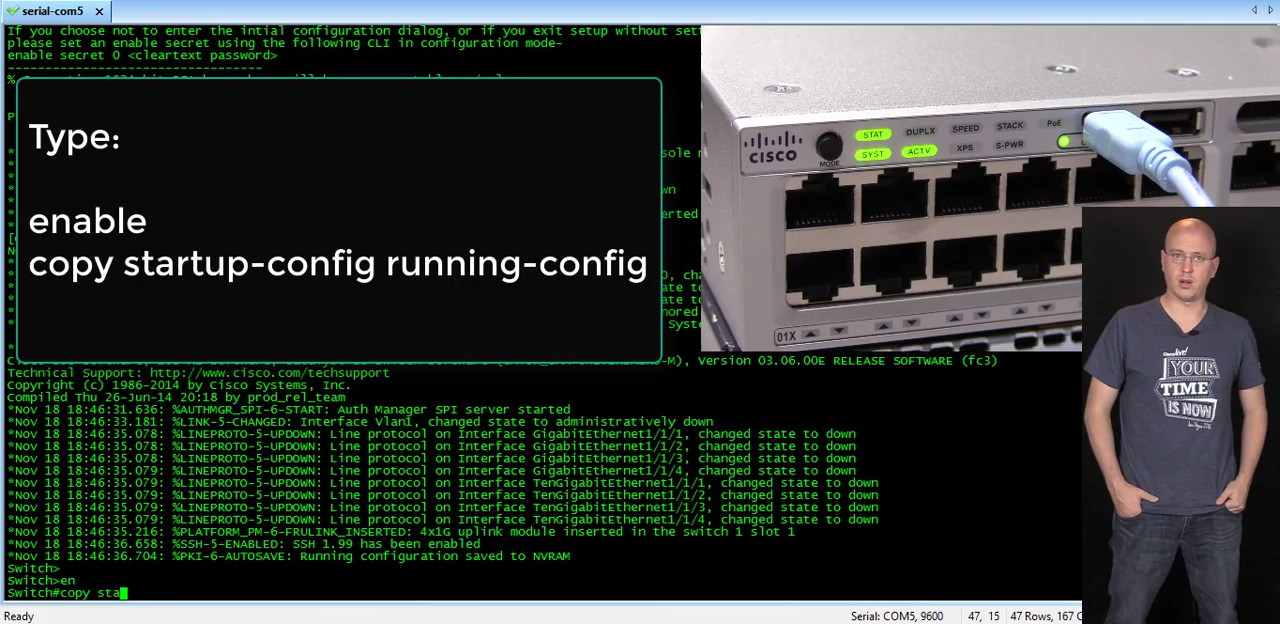 serial-com5
If you choose not to enter the intial configuration dialog, or if you exit setup without set
please set an enable secret using the following CLI in configuration mode-
enable secret 0 <cleartext password>
---------------------------------
Type:
enable
copy startup-config running-config
-M), Version 03.06.00E RELEASE SOFTWARE (fc3)
Technical Support: http://www.cisco.com/techsupport
Copyright (c) 1986-2014 by Cisco Systems, Inc.
Compiled Thu 26-Jun-14 20:18 by prod_rel_team
*Nov 18 18:46:31.636: %AUTHMGR_SPI-6-START: Auth Manager SPI server started
*Nov 18 18:46:33.181: %LINK-5-CHANGED: Interface Vlan1, changed state to administratively down
*Nov 18 18:46:35.078: %LINEPROTO-5-UPDOWN: Line protocol on Interface GigabitEthernet1/1/1, changed state to down
*Nov 18 18:46:35.078: %LINEPROTO-5-UPDOWN: Line protocol on Interface GigabitEthernet1/1/2, changed state to down
*Nov 18 18:46:35.078: %LINEPROTO-5-UPDOWN: Line protocol on Interface GigabitEthernet1/1/3, changed state to down
*Nov 18 18:46:35.078: %LINEPROTO-5-UPDOWN: Line protocol on Interface GigabitEthernet1/1/4, changed state to down
*Nov 18 18:46:35.079: %LINEPROTO-5-UPDOWN: Line protocol on Interface TenGigabitEthernet1/1/1, changed state to down
*Nov 18 18:46:35.079: %LINEPROTO-5-UPDOWN: Line protocol on Interface TenGigabitEthernet1/1/2, changed state to down
*Nov 18 18:46:35.079: %LINEPROTO-5-UPDOWN: Line protocol on Interface TenGigabitEthernet1/1/3, changed state to down
*Nov 18 18:46:35.079: %LINEPROTO-5-UPDOWN: Line protocol on Interface TenGigabitEthernet1/1/4, changed state to down
*Nov 18 18:46:35.216: %PLATFORM_PM-6-FRULINK_INSERTED: 4x1G uplink module inserted in the switch 1 slot 1
*Nov 18 18:46:36.658: %SSH-5-ENABLED: SSH 1.99 has been enabled
*Nov 18 18:46:36.704: %PKI-6-AUTOSAVE: Running configuration saved to NVRAM
Switch>
Switch>en
Switch#copy sta
Ready
Serial: COM5, 9600
47, 15
47 Rows, 167 C
CISCO
MODE
STAT DUPLX SPEED STACK PoE
SYST ACTV XPS S-PWR
01X
YOUR
TIME
IS NOW